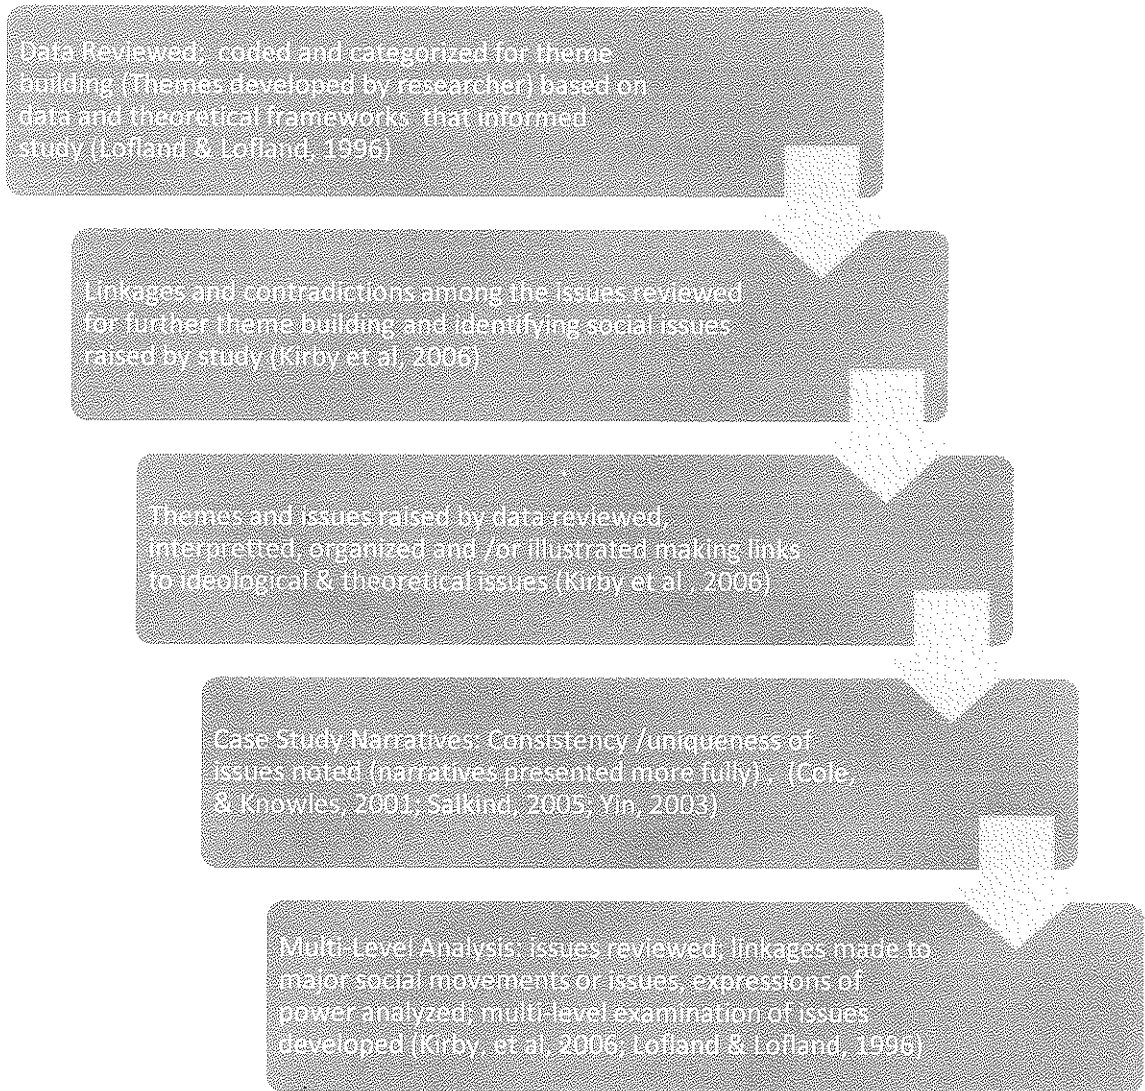 Data Reviewed; coded and categorized for theme
building (Themes developed by researcher) based on
data and theoretical frameworks that informed
study (Lofland & Lofland, 1996)
Linkages and contradictions among the issues reviewed
for further theme building and identifying social issues
raised by study (Kirby et al, 2006)
Themes and issues raised by data reviewed,
interpretted, organized and /or illustrated making links
to ideological & theoretical issues (Kirby et al , 2006)
Case Study Narratives: Consistency /uniqueness of
issues noted (narratives presented more fully) , (Cole,
& Knowles, 2001; Salkind, 2005; Yin, 2003)
Multi-Level Analysis: issues reviewed; linkages made to
major social movements or issues, expressions of
power analyzed; multi-level examination of issues
developed (Kirby, et al, 2006; Lofland & Lofland, 1996)